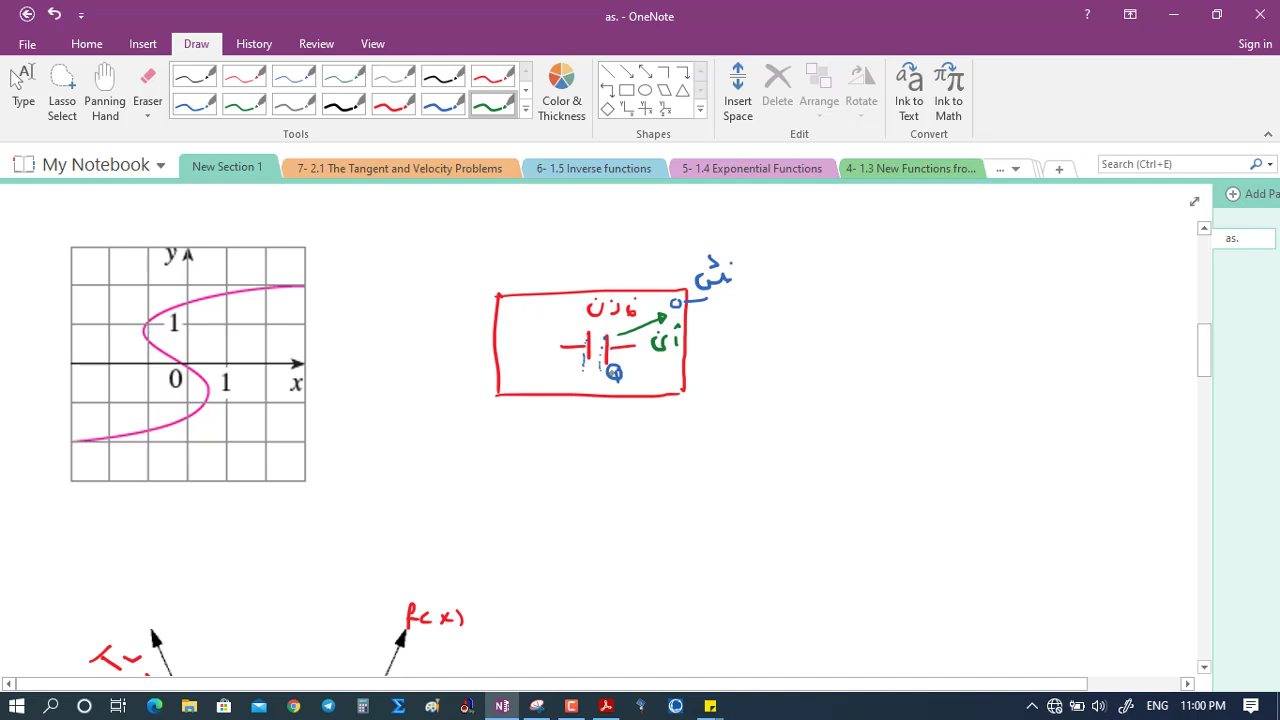 as. - OneNote
Sign in
File Home Insert Draw History Review View
Type
Lasso Select
Panning Hand
Eraser
Color & Thickness
Insert Space
Delete
Arrange
Rotate
Ink to Text
Ink to Math
Tools
Shapes
Edit
Convert
My Notebook
New Section 1
7- 2.1 The Tangent and Velocity Problems
6- 1.5 Inverse functions
5- 1.4 Exponential Functions
4- 1.3 New Functions fro...
...
Search (Ctrl+E)
Add Pa
as.
y
1
0
1
x
f(x)
ENG
11:00 PM